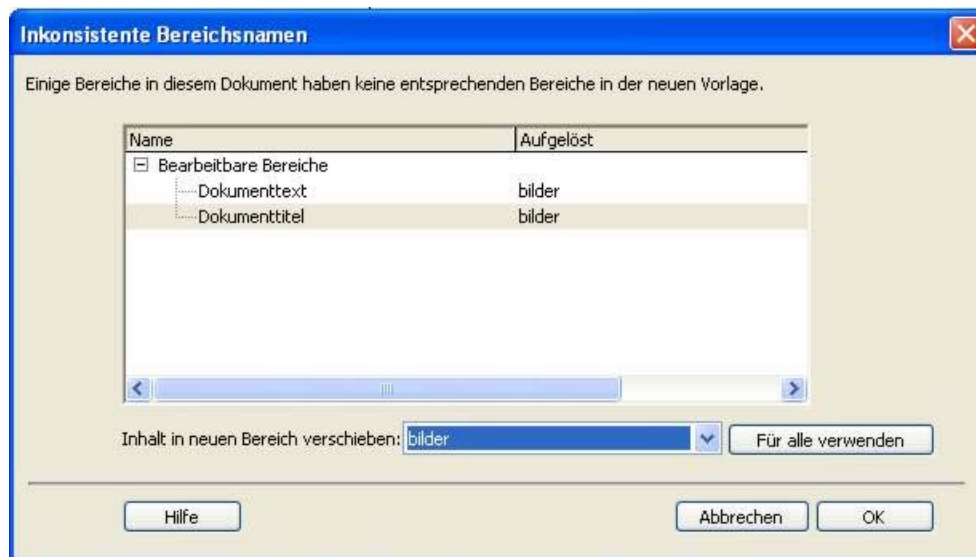 Inkonsistente Bereichsnamen
Einige Bereiche in diesem Dokument haben keine entsprechenden Bereiche in der neuen Vorlage.
Name Aufgelöst
Bearbeitbare Bereiche
Dokumenttext bilder
Dokumenttitel bilder
Inhalt in neuen Bereich verschieben: bilder Für alle verwenden
Hilfe Abbrechen OK